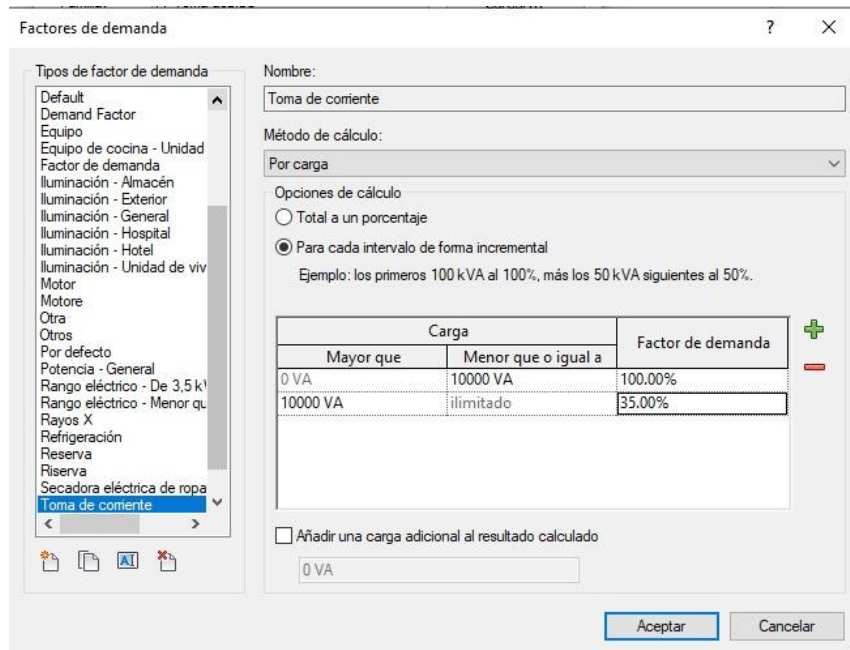 Factores de demanda
?
Tipos de factor de demanda
Default
Demand Factor
Equipo
Equipo de cocina - Unidad
Factor de demanda
Iluminación - Almacén
Iluminación - Exterior
Iluminación - General
Iluminación - Hospital
Iluminación - Hotel
Iluminación - Unidad de viv
Motor
Motore
Otra
Otros
Por defecto
Potencia - General
Rango eléctrico - De 3,5 k
Rango eléctrico - Menor qu
Rayos X
Refrigeración
Reserva
Riserva
Secadora eléctrica de ropa
Toma de corriente
AI
Nombre:
Toma de corriente
Método de cálculo:
Por carga
Opciones de cálculo
Total a un porcentaje
Para cada intervalo de forma incremental
Ejemplo: los primeros 100 kVA al 100%, más los 50 kVA siguientes al 50%.
Carga
Factor de demanda
Mayor que Menor que o igual a
0 VA 10000 VA 100.00%
10000 VA ilimitado 35.00%
Añadir una carga adicional al resultado calculado
0 VA
Aceptar Cancelar